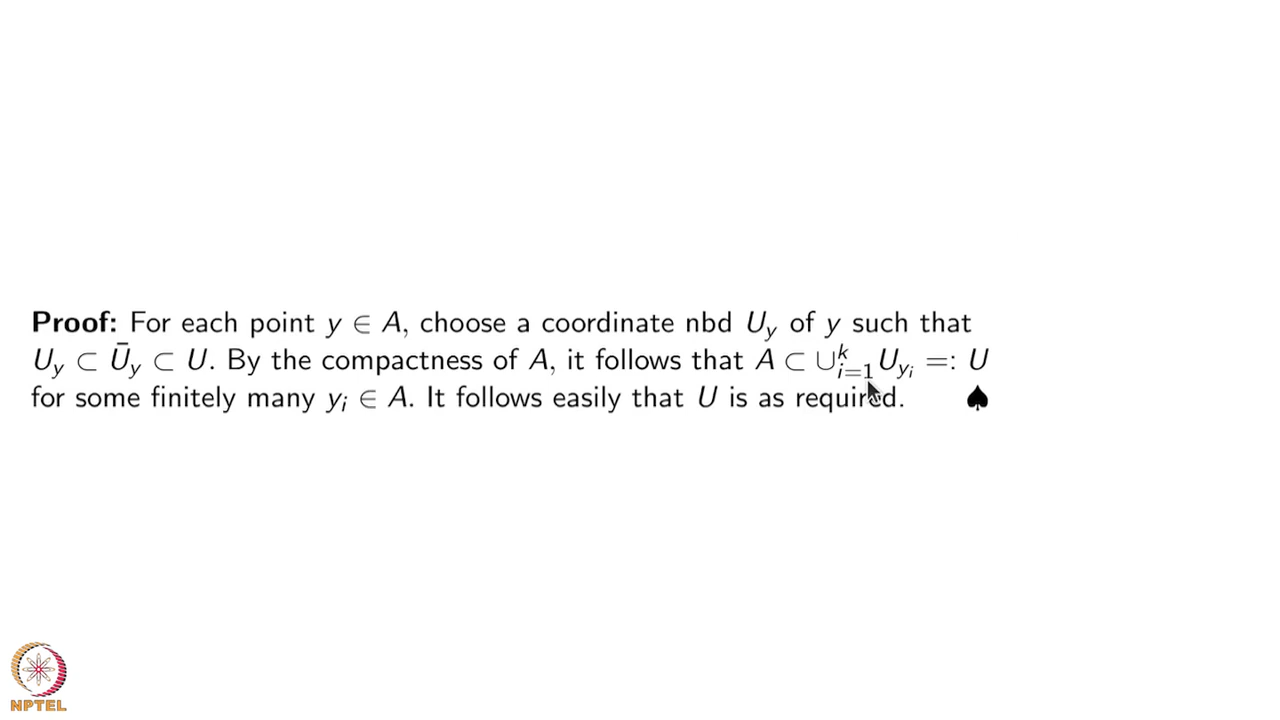 Proof: For each point y ∈ A, choose a coordinate nbd U_y of y such that
U_y ⊂ Ū_y ⊂ U. By the compactness of A, it follows that A ⊂ ∪_{i=1}^k U_{y_i} =: U
for some finitely many y_i ∈ A. It follows easily that U is as required. ♠
NPTEL